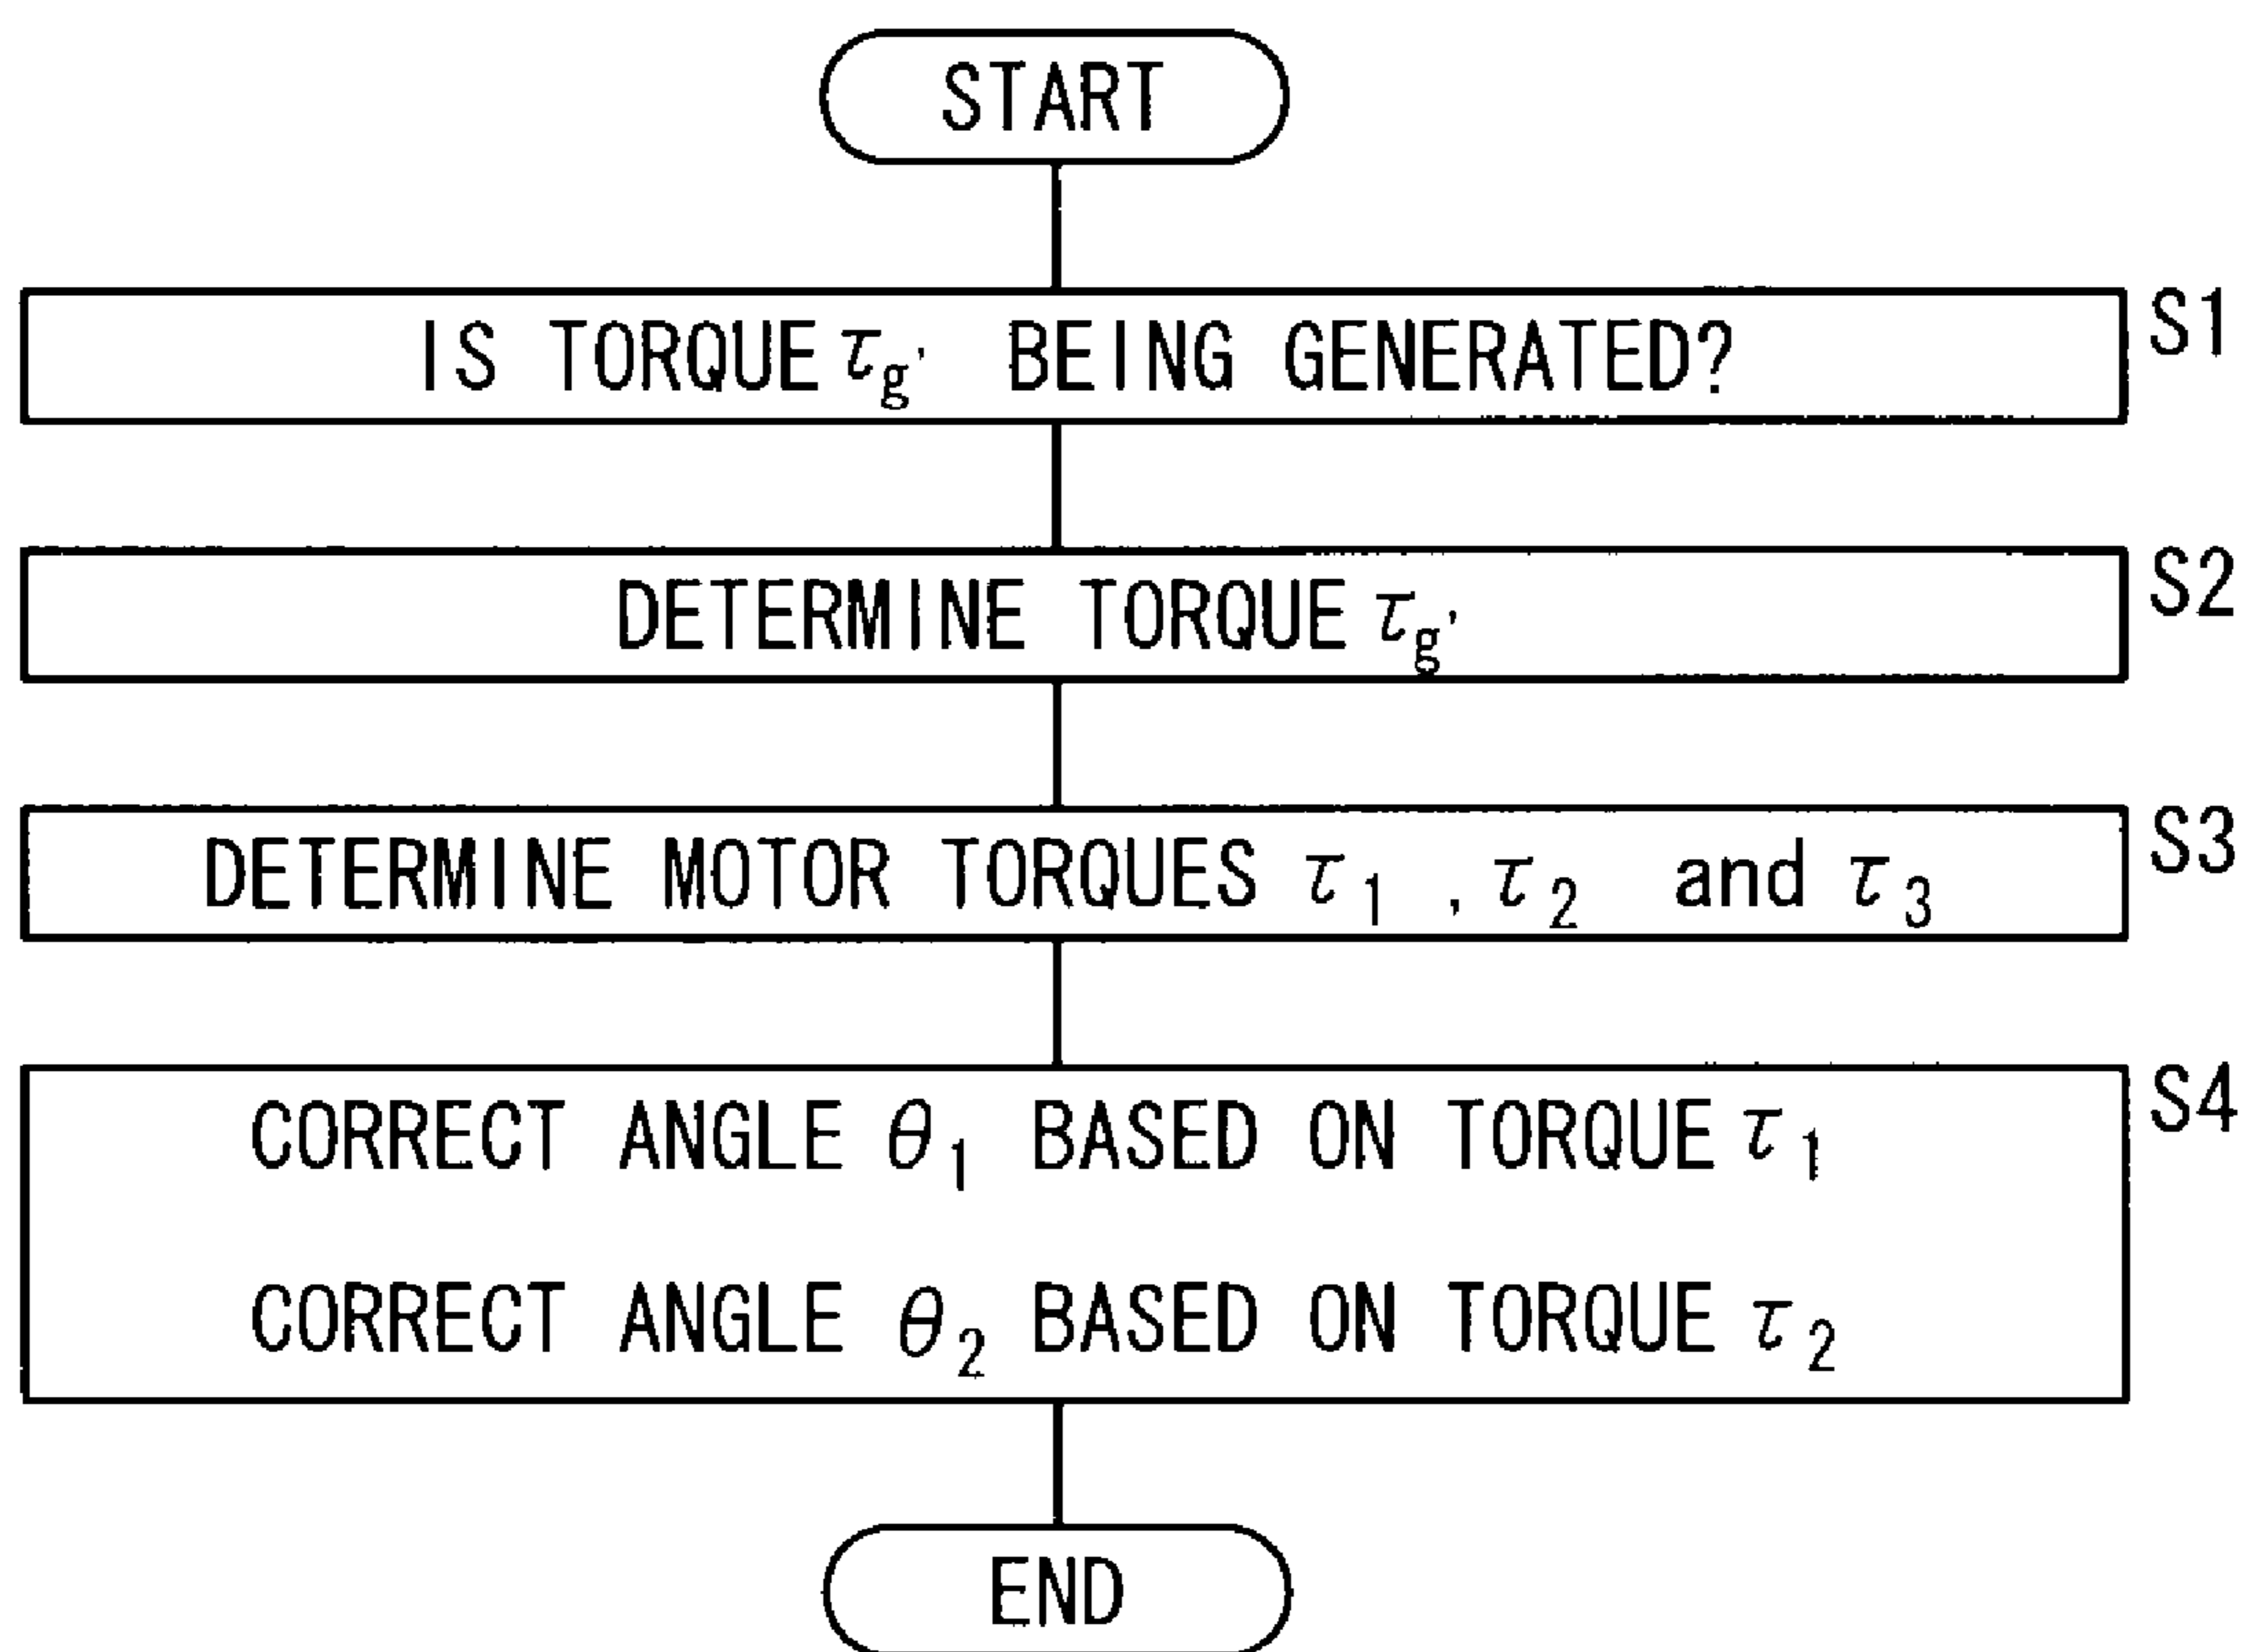 START
IS TORQUE τg' BEING GENERATED? S1
DETERMINE TORQUE τg' S2
DETERMINE MOTOR TORQUES τ1 , τ2 and τ3 S3
CORRECT ANGLE θ1 BASED ON TORQUE τ1 S4
CORRECT ANGLE θ2 BASED ON TORQUE τ2
END